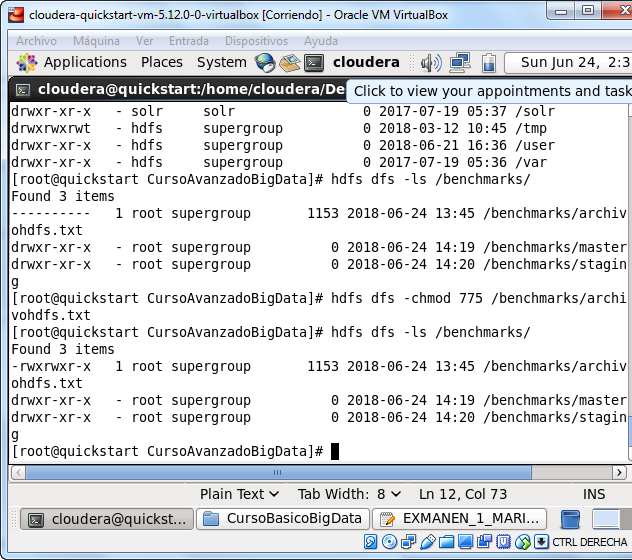 cloudera-quickstart-vm-5.12.0-0-virtualbox [Corriendo] - Oracle VM VirtualBox
Archivo Máquina Ver Entrada Dispositivos Ayuda
Applications Places System cloudera Sun Jun 24, 2:3
cloudera@quickstart:/home/cloudera/De
Click to view your appointments and task
drwxr-xr-x - solr solr 0 2017-07-19 05:37 /solr
drwxrwxrwt - hdfs supergroup 0 2018-03-12 10:45 /tmp
drwxr-xr-x - hdfs supergroup 0 2018-06-21 16:36 /user
drwxr-xr-x - hdfs supergroup 0 2017-07-19 05:36 /var
[root@quickstart CursoAvanzadoBigData]# hdfs dfs -ls /benchmarks/
Found 3 items
---------- 1 root supergroup 1153 2018-06-24 13:45 /benchmarks/archiv
ohdfs.txt
drwxr-xr-x - root supergroup 0 2018-06-24 14:19 /benchmarks/master
drwxr-xr-x - root supergroup 0 2018-06-24 14:20 /benchmarks/stagin
g
[root@quickstart CursoAvanzadoBigData]# hdfs dfs -chmod 775 /benchmarks/archi
vohdfs.txt
[root@quickstart CursoAvanzadoBigData]# hdfs dfs -ls /benchmarks/
Found 3 items
-rwxrwxr-x 1 root supergroup 1153 2018-06-24 13:45 /benchmarks/archiv
ohdfs.txt
drwxr-xr-x - root supergroup 0 2018-06-24 14:19 /benchmarks/master
drwxr-xr-x - root supergroup 0 2018-06-24 14:20 /benchmarks/stagin
g
[root@quickstart CursoAvanzadoBigData]#
Plain Text Tab Width: 8 Ln 12, Col 73 INS
cloudera@quickst... CursoBasicoBigData EXMANEN_1_MARI...
CTRL DERECHA